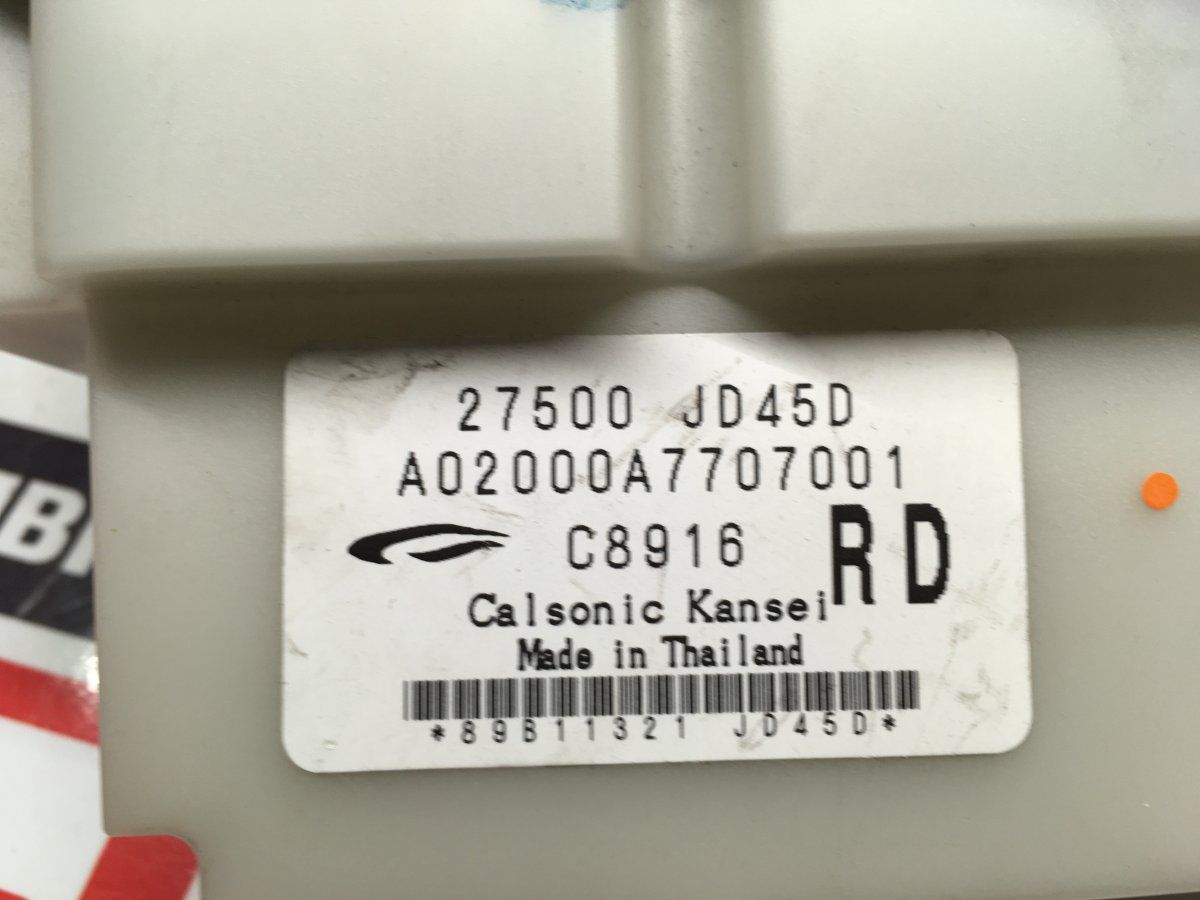 27500 JD45D
A02000A7707001
C8916 RD
Calsonic Kansei
Made in Thailand
*89B11321 JD45D*